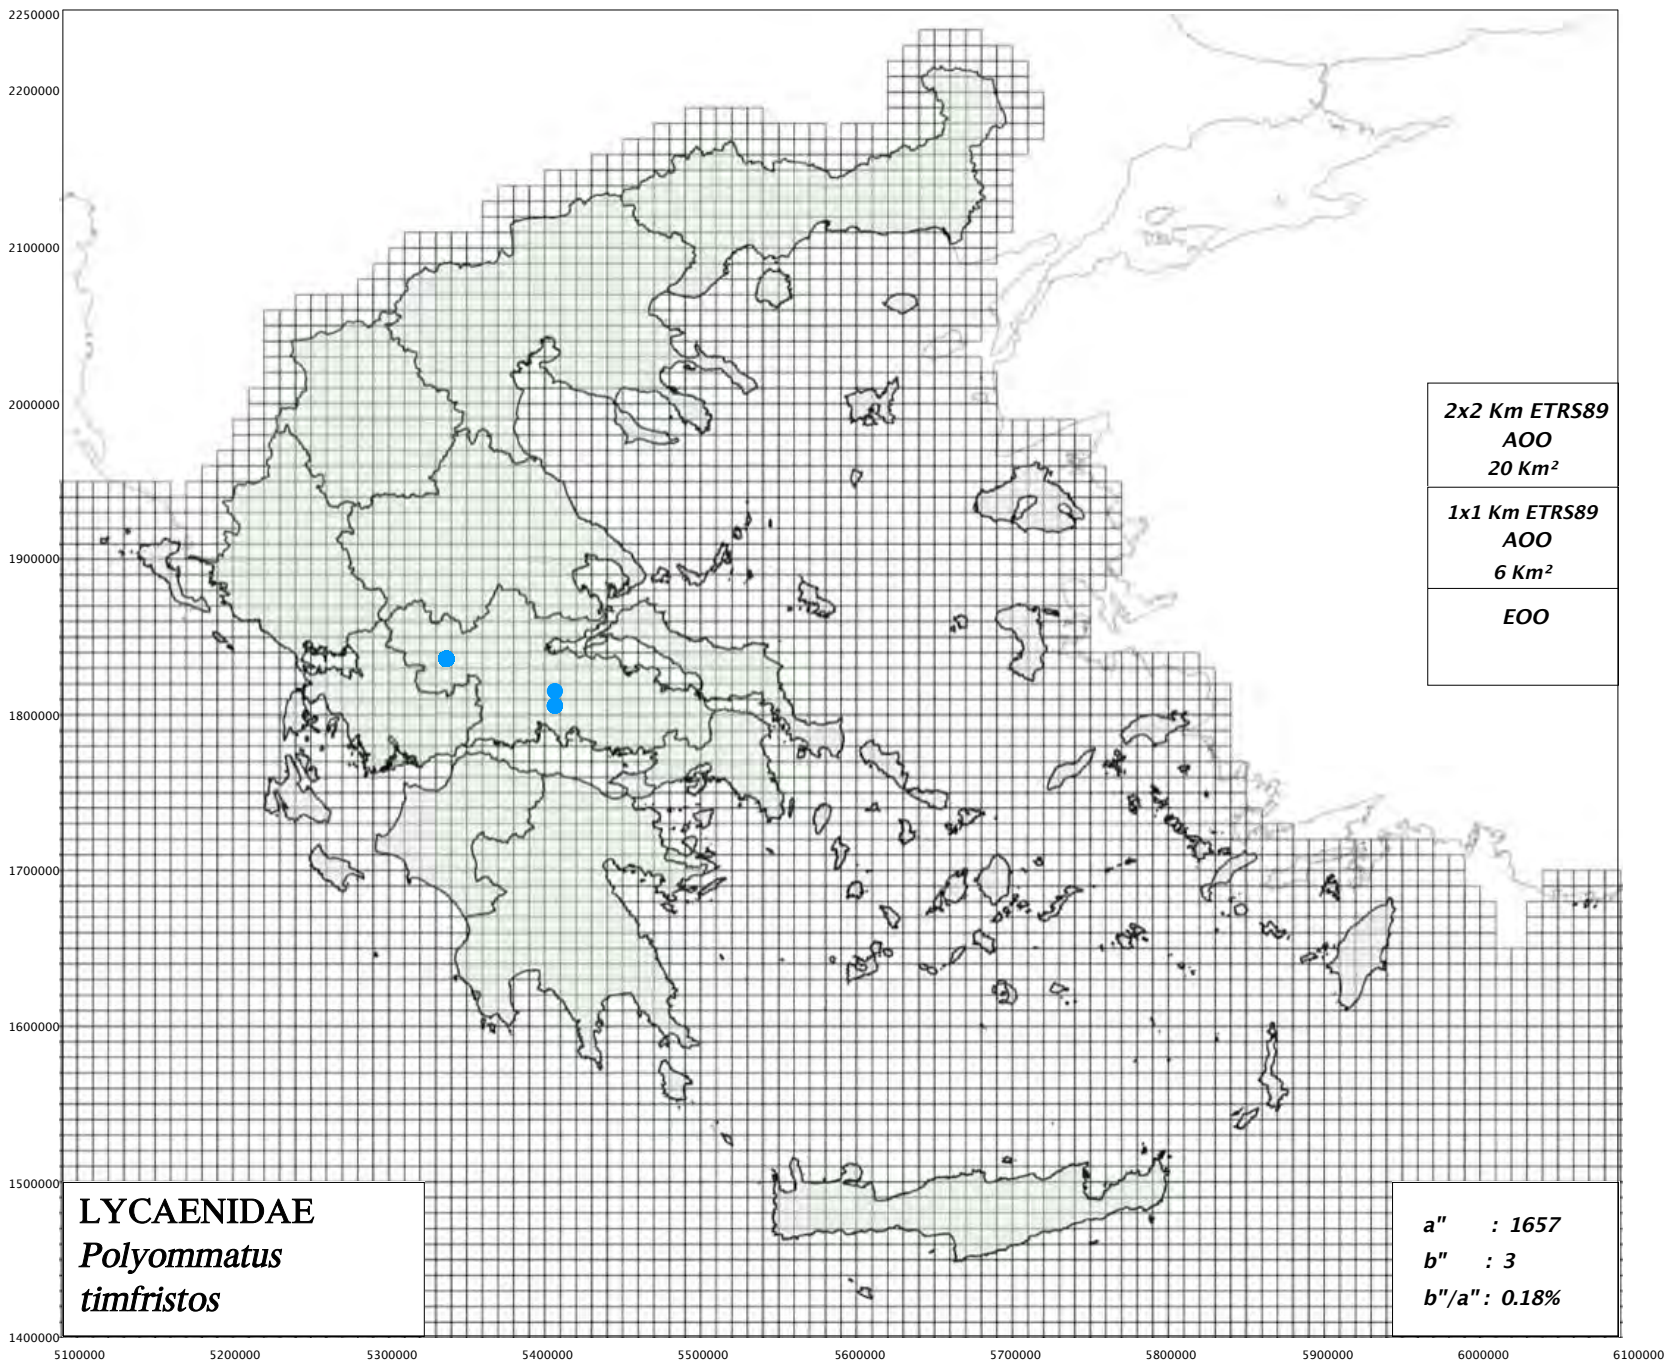 2250000
2200000
2100000
2000000
1900000
1800000
1700000
1600000
1500000
1400000
2x2 Km ETRS89
AOO
20 Km²
1x1 Km ETRS89
AOO
6 Km²
EOO
LYCAENIDAE
Polyommatus
timfristos
a" : 1657
b" : 3
b"/a" : 0.18%
5100000 5200000 5300000 5400000 5500000 5600000 5700000 5800000 5900000 6000000 6100000